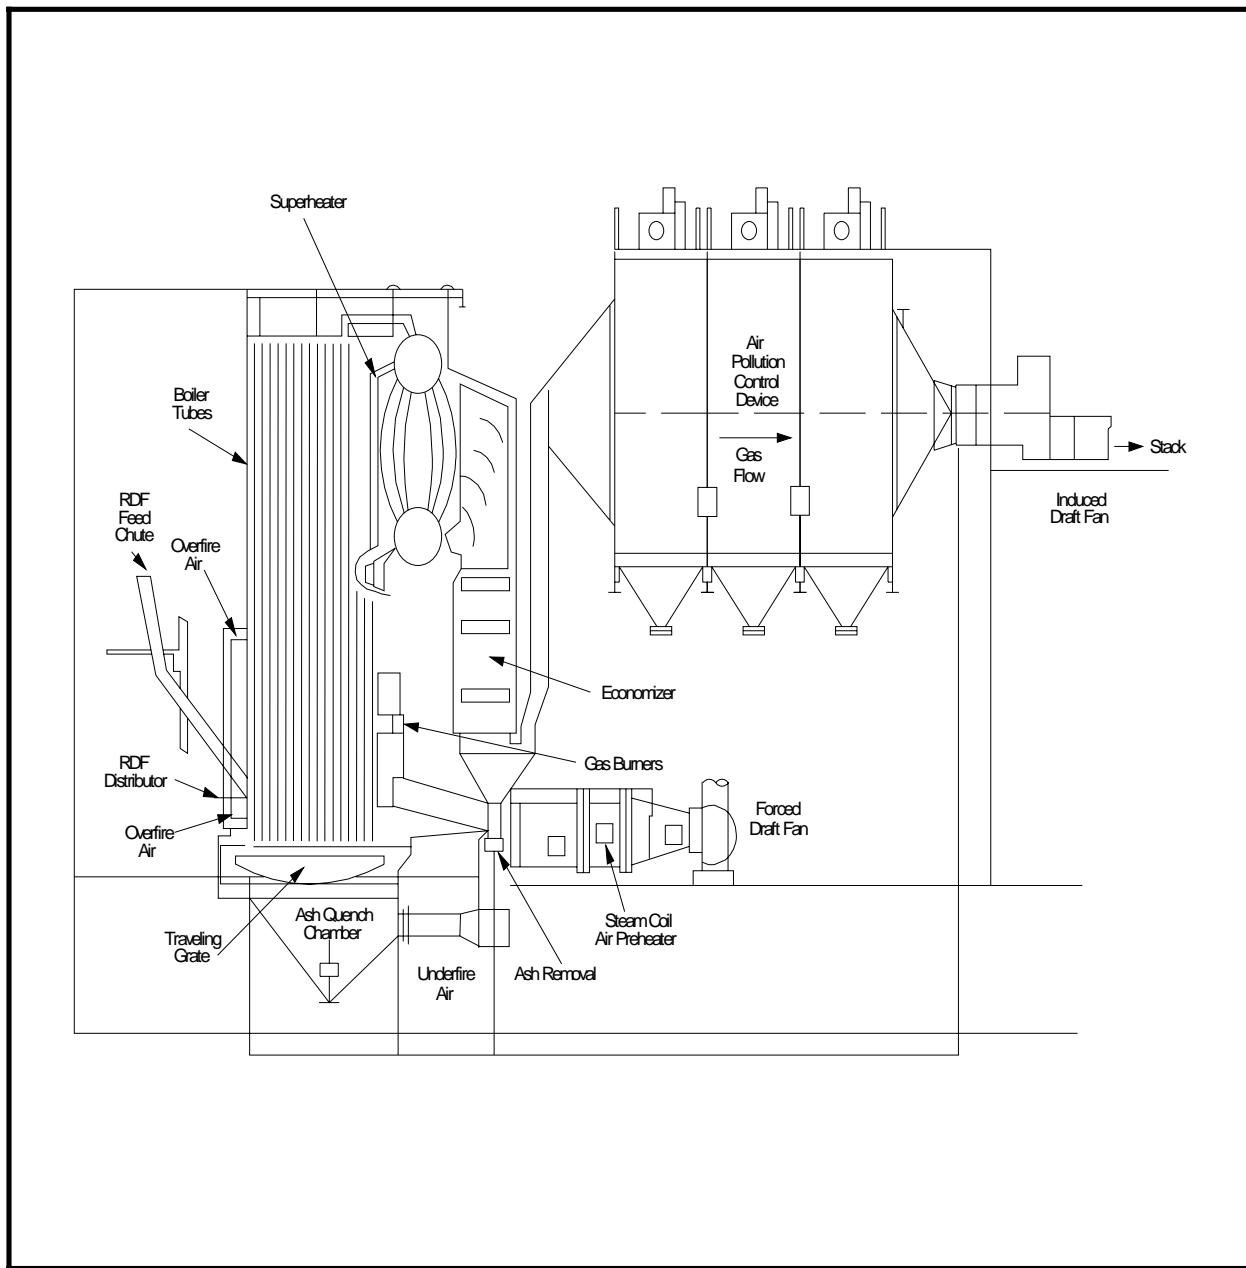 Superheater
Air
Pollution
Control
Device
Boiler
Tubes
Stack
Gas
Flow
RDF
Feed
Chute
Induced
Draft Fan
Overfire
Air
Economizer
RDF
Distributor
Gas Burners
Forced
Draft Fan
Overfire
Air
Ash Quench
Chamber
Steam Coil
Air Preheater
Traveling
Grate
Underfire
Air
Ash Removal